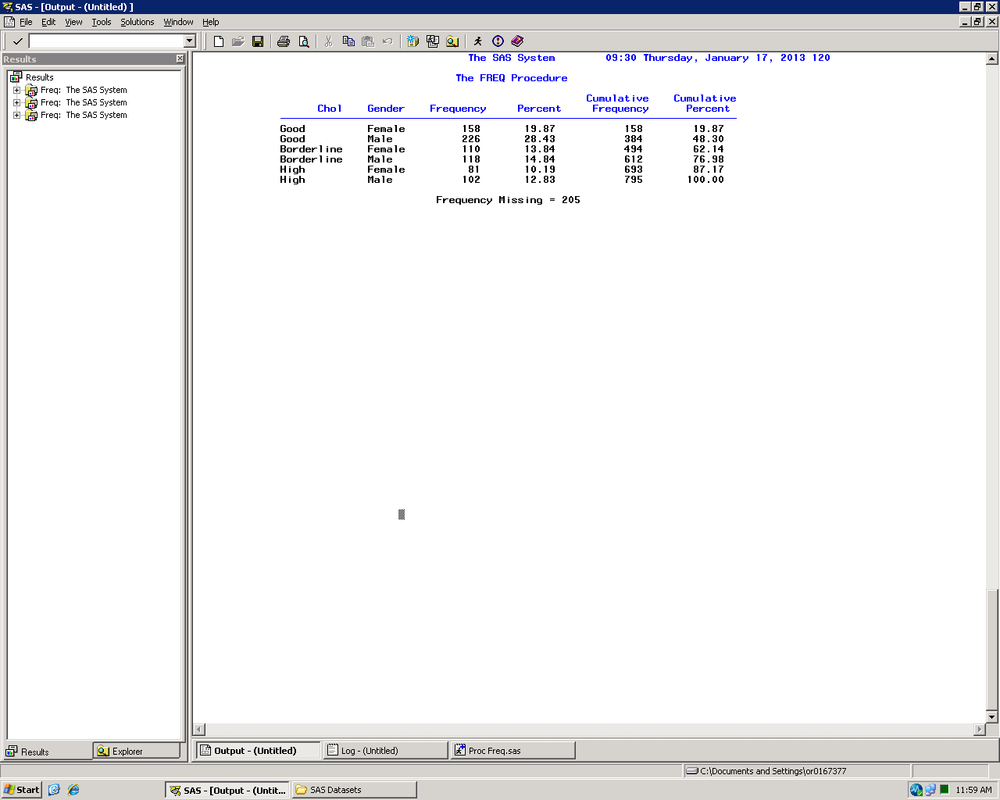 SAS - [Output - (Untitled) ]
File Edit View Tools Solutions Window Help
Results
Results
Freq: The SAS System
Freq: The SAS System
Freq: The SAS System
The SAS System 09:30 Thursday, January 17, 2013 120
The FREQ Procedure
Cumulative Cumulative
Chol Gender Frequency Percent Frequency Percent
Good Female 158 19.87 158 19.87
Good Male 226 28.43 384 48.30
Borderline Female 110 13.84 494 62.14
Borderline Male 118 14.84 612 76.98
High Female 81 10.19 693 87.17
High Male 102 12.83 795 100.00
Frequency Missing = 205
Results Explorer
Output - (Untitled) Log - (Untitled) Proc Freq.sas
C:\Documents and Settings\or0167377
Start SAS - [Output - (Untit... SAS Datasets 11:59 AM